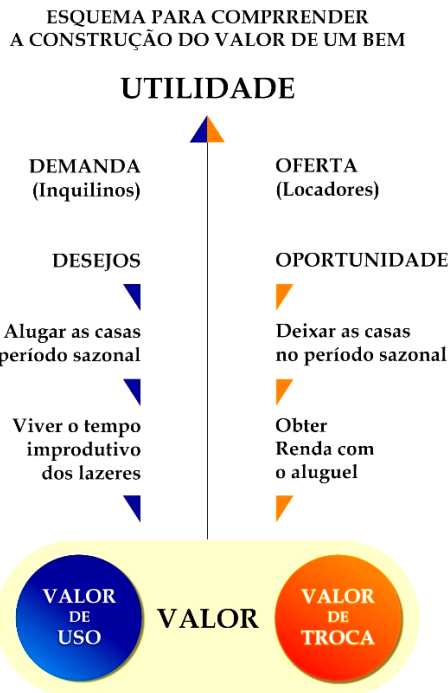 ESQUEMA PARA COMPRRENDER
A CONSTRUÇÃO DO VALOR DE UM BEM
UTILIDADE
DEMANDA
(Inquilinos)
OFERTA
(Locadores)
DESEJOS
OPORTUNIDADE
Alugar as casas
período sazonal
Deixar as casas
no período sazonal
Viver o tempo
improdutivo
dos lazeres
Obter
Renda com
o aluguel
VALOR
DE
USO
VALOR
VALOR
DE
TROCA